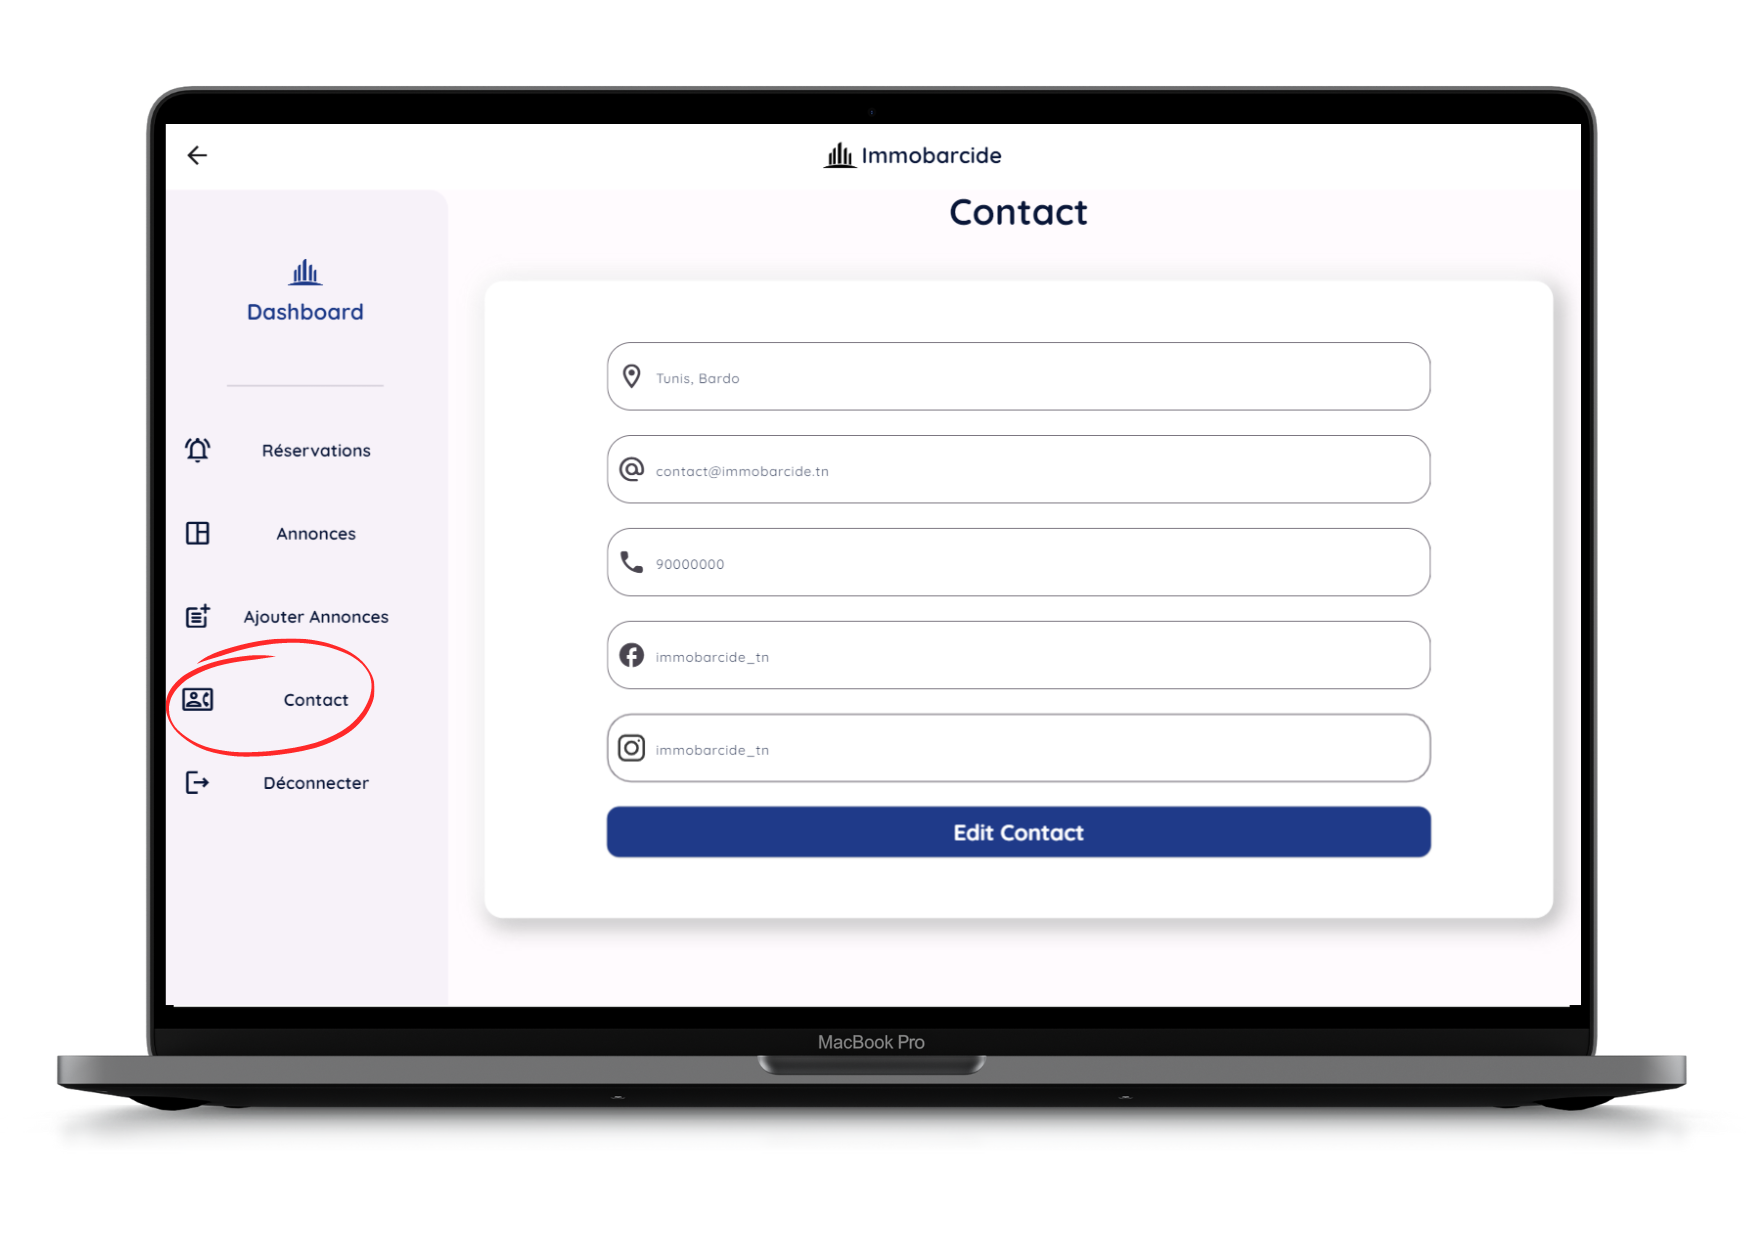 Immobarcide
Contact
Dashboard
Réservations
Annonces
Ajouter Annonces
Contact
Déconnecter
Tunis, Bardo
contact@immobarcide.tn
90000000
immobarcide_tn
immobarcide_tn
Edit Contact
MacBook Pro